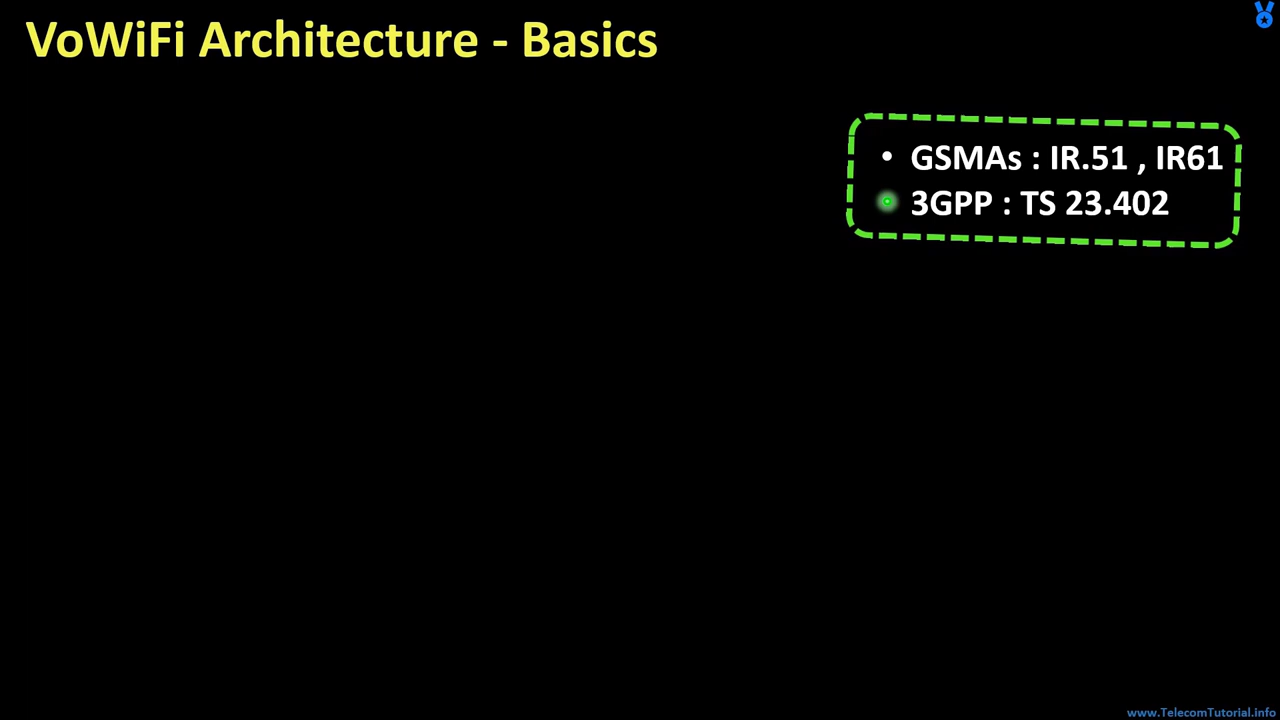 VoWiFi Architecture - Basics
• GSMAs : IR.51 , IR61
3GPP : TS 23.402
www.TelecomTutorial.info